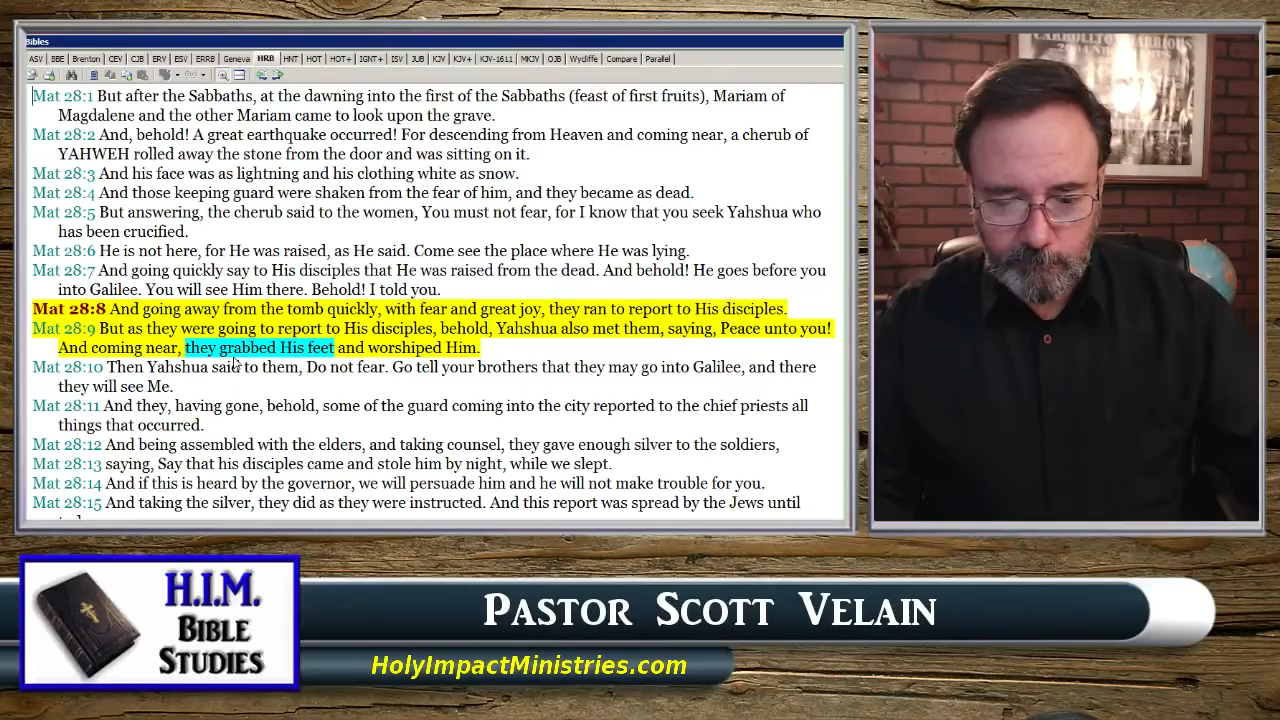 Bibles
ASV BBE Brenton CEV CJB ERV ESV ERRB Geneva HRB HNT HOT HOT+ IGNT+ ISV JUB KJV KJV+ KJV-1611 MKJV OJB Wycliffe Compare Parallel
Mat 28:1 But after the Sabbaths, at the dawning into the first of the Sabbaths (feast of first fruits), Mariam of
Magdalene and the other Mariam came to look upon the grave.
Mat 28:2 And, behold! A great earthquake occurred! For descending from Heaven and coming near, a cherub of
YAHWEH rolled away the stone from the door and was sitting on it.
Mat 28:3 And his face was as lightning and his clothing white as snow.
Mat 28:4 And those keeping guard were shaken from the fear of him, and they became as dead.
Mat 28:5 But answering, the cherub said to the women, You must not fear, for I know that you seek Yahshua who
has been crucified.
Mat 28:6 He is not here, for He was raised, as He said. Come see the place where He was lying.
Mat 28:7 And going quickly say to His disciples that He was raised from the dead. And behold! He goes before you
into Galilee. You will see Him there. Behold! I told you.
Mat 28:8 And going away from the tomb quickly, with fear and great joy, they ran to report to His disciples.
Mat 28:9 But as they were going to report to His disciples, behold, Yahshua also met them, saying, Peace unto you!
And coming near, they grabbed His feet and worshiped Him.
Mat 28:10 Then Yahshua said to them, Do not fear. Go tell your brothers that they may go into Galilee, and there
they will see Me.
Mat 28:11 And they, having gone, behold, some of the guard coming into the city reported to the chief priests all
things that occurred.
Mat 28:12 And being assembled with the elders, and taking counsel, they gave enough silver to the soldiers,
Mat 28:13 saying, Say that his disciples came and stole him by night, while we slept.
Mat 28:14 And if this is heard by the governor, we will persuade him and he will not make trouble for you.
Mat 28:15 And taking the silver, they did as they were instructed. And this report was spread by the Jews until
CARROLLTON WARRIORS
H.I.M.
BIBLE
STUDIES
PASTOR SCOTT VELAIN
HolyImpactMinistries.com